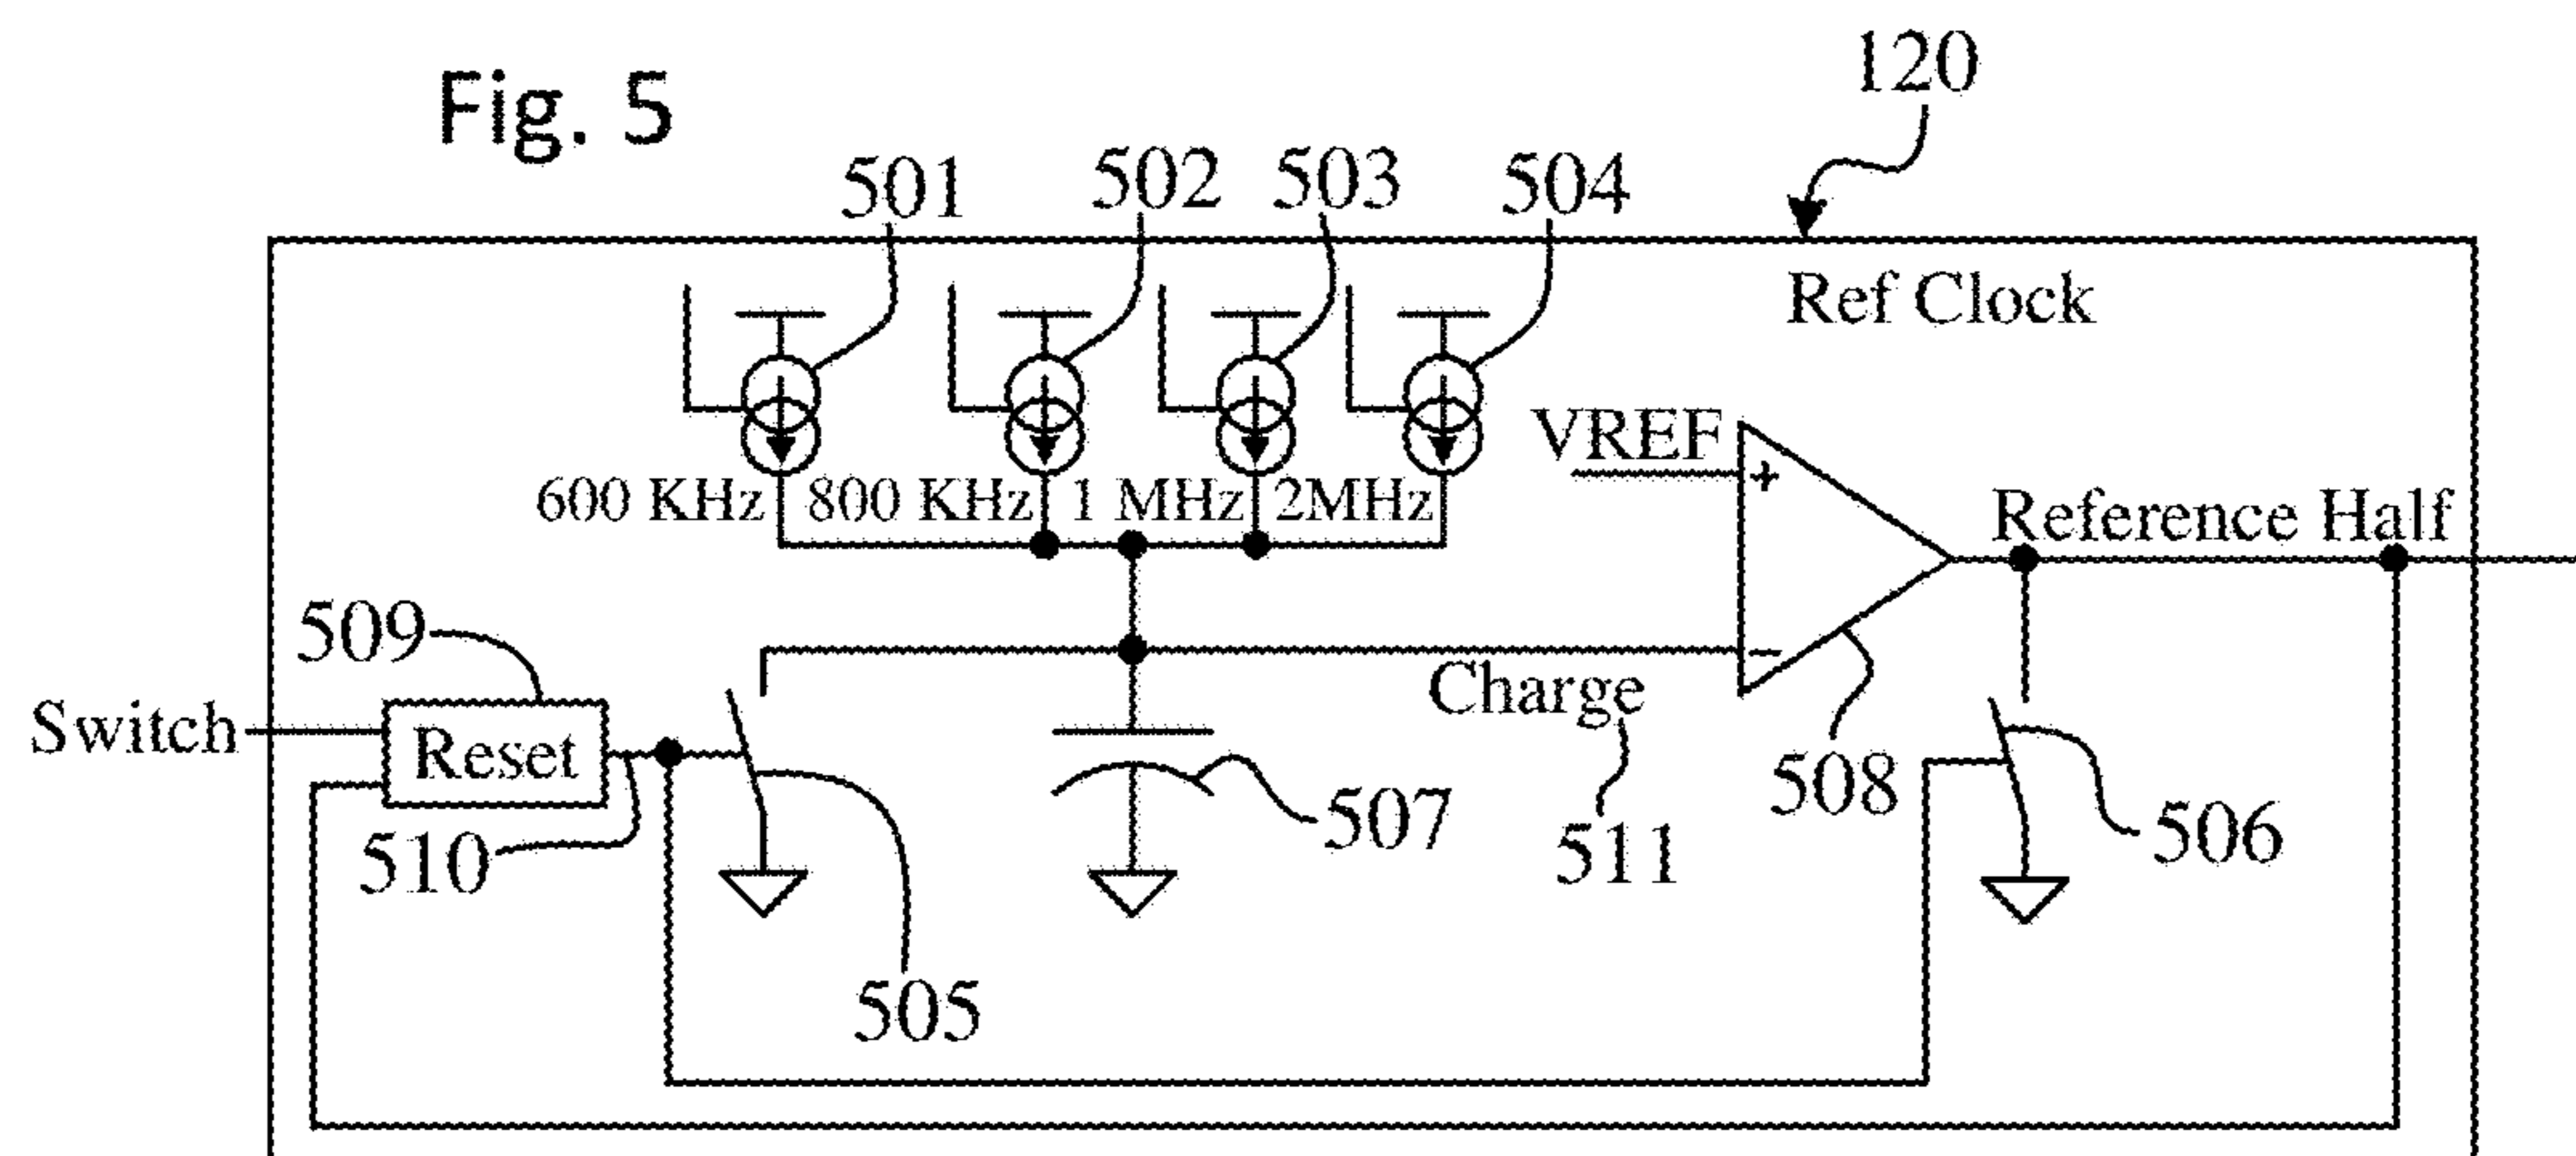 Fig. 5
120
501
502
503
504
Ref Clock
VREF
+
600 KHz
800 KHz
1 MHz
2MHz
Reference Half
509
Switch
Reset
−
Charge
510
507
511
508
506
505